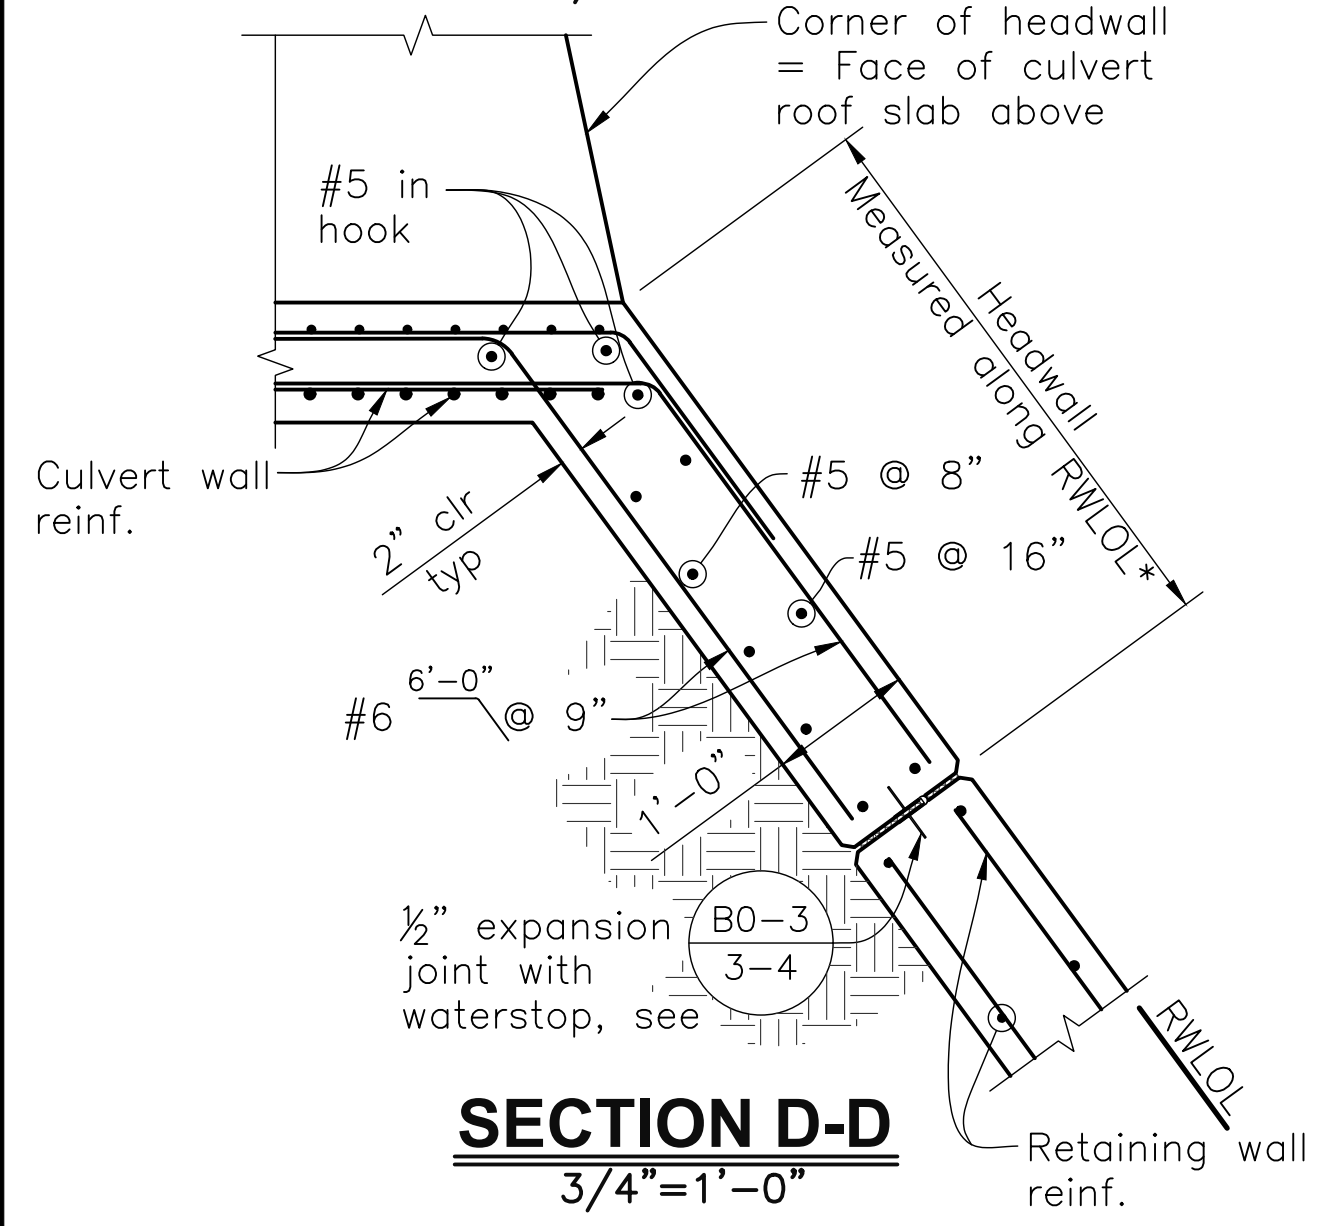 Corner of headwall
= Face of culvert
roof slab above
#5 in
hook
Headwall
Measured along RWLOL*
Culvert wall
reinf.
2” clr
typ
#5 @ 8”
#5 @ 16”
6’-0”
#6 @ 9”
1’-0”
½” expansion
joint with
waterstop, see
B0-3
3-4
RWLOL
Retaining wall
reinf.
SECTION D-D
3/4”=1’-0”